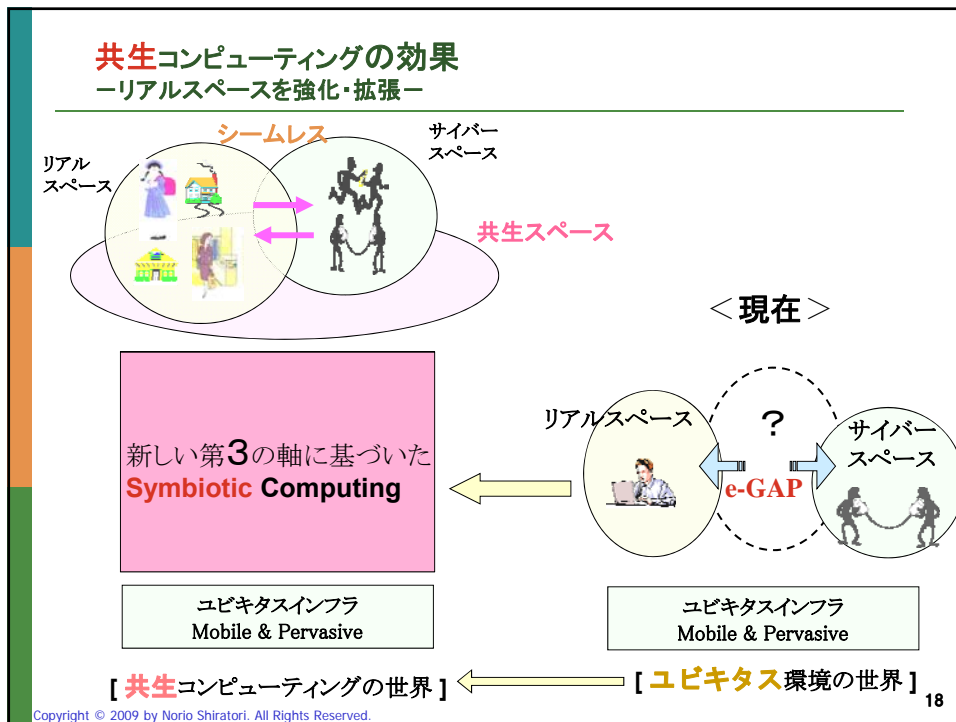 共生コンピューティングの効果
－リアルスペースを強化・拡張－
シームレス
リアル
スペース
サイバー
スペース
共生スペース
＜現在＞
新しい第3の軸に基づいた
Symbiotic Computing
リアルスペース
？
サイバー
スペース
e-GAP
ユビキタスインフラ
Mobile & Pervasive
ユビキタスインフラ
Mobile & Pervasive
[ 共生コンピューティングの世界 ]
[ ユビキタス環境の世界 ]
18
Copyright © 2009 by Norio Shiratori. All Rights Reserved.